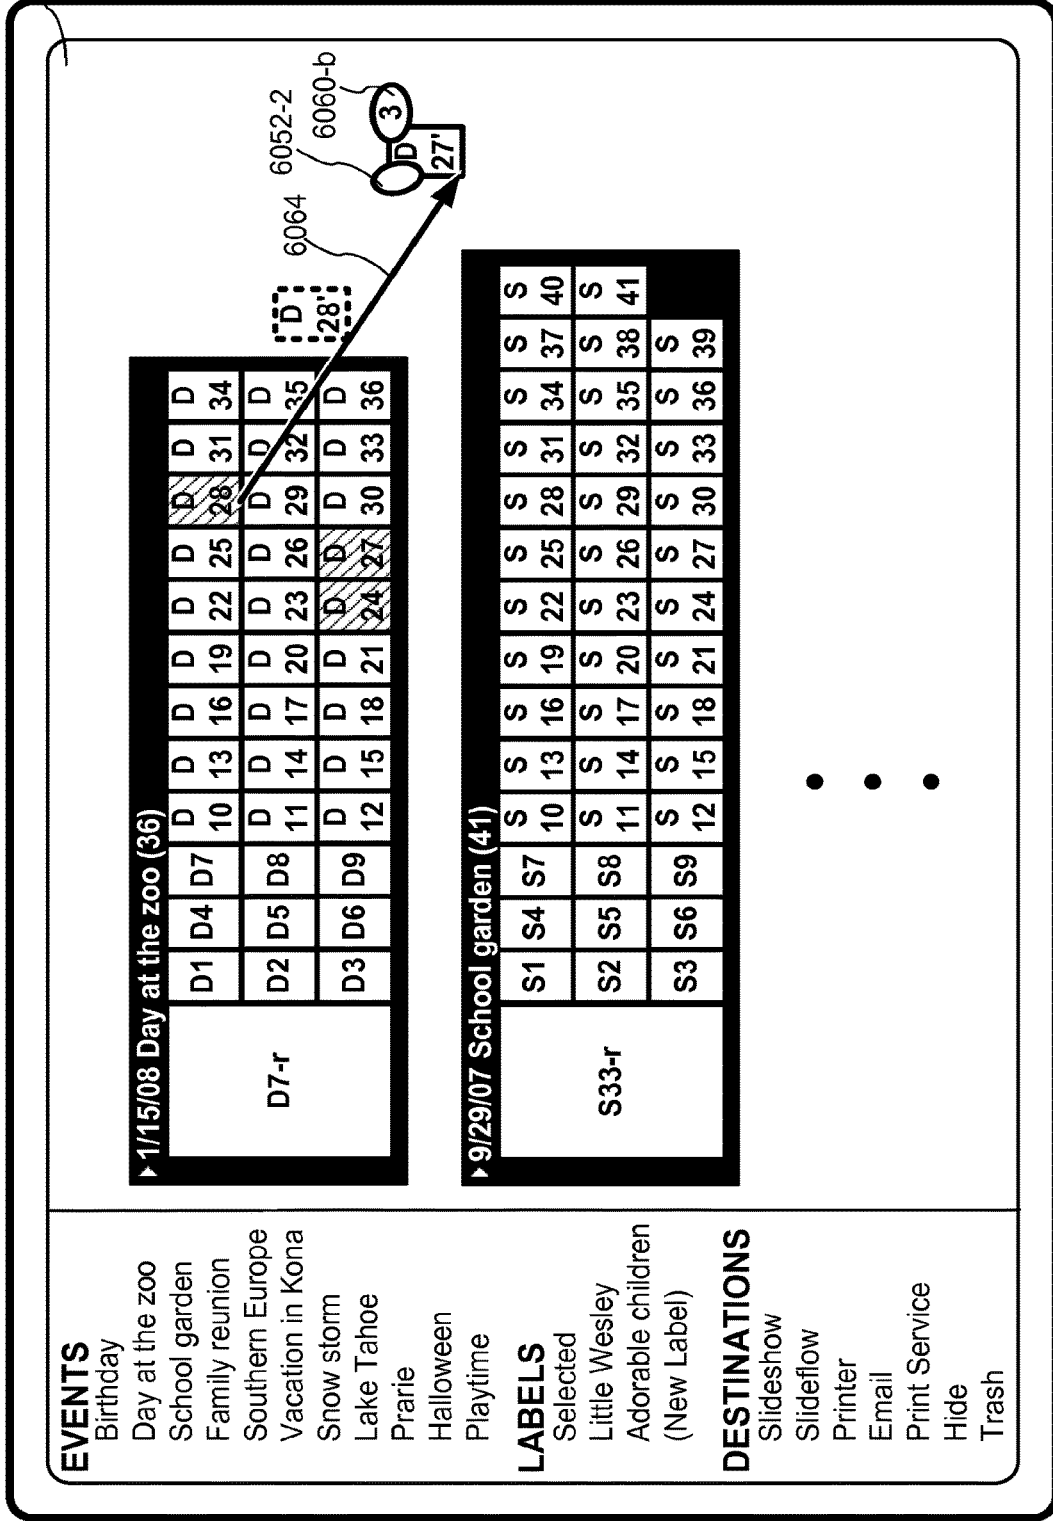 EVENTS
Birthday
Day at the zoo
School garden
Family reunion
Southern Europe
Vacation in Kona
Snow storm
Lake Tahoe
Prarie
Halloween
Playtime
LABELS
Selected
Little Wesley
Adorable children
(New Label)
DESTINATIONS
Slideshow
Slideflow
Printer
Email
Print Service
Hide
Trash
1/15/08 Day at the zoo (36)
D7-r
D1 D4 D7 D 10 D 13 D 16 D 19 D 22 D 25 D 28 D 31 D 34
D2 D5 D8 D 11 D 14 D 17 D 20 D 23 D 26 D 29 D 32 D 35
D3 D6 D9 D 12 D 15 D 18 D 21 D 24 D 27 D 30 D 33 D 36
D
28'
6064
6052-2
6060-b
3
D
27'
9/29/07 School garden (41)
S33-r
S1 S4 S7 S 10 S 13 S 16 S 19 S 22 S 25 S 28 S 31 S 34 S 37 S 40
S2 S5 S8 S 11 S 14 S 17 S 20 S 23 S 26 S 29 S 32 S 35 S 38 S 41
S3 S6 S9 S 12 S 15 S 18 S 21 S 24 S 27 S 30 S 33 S 36 S 39